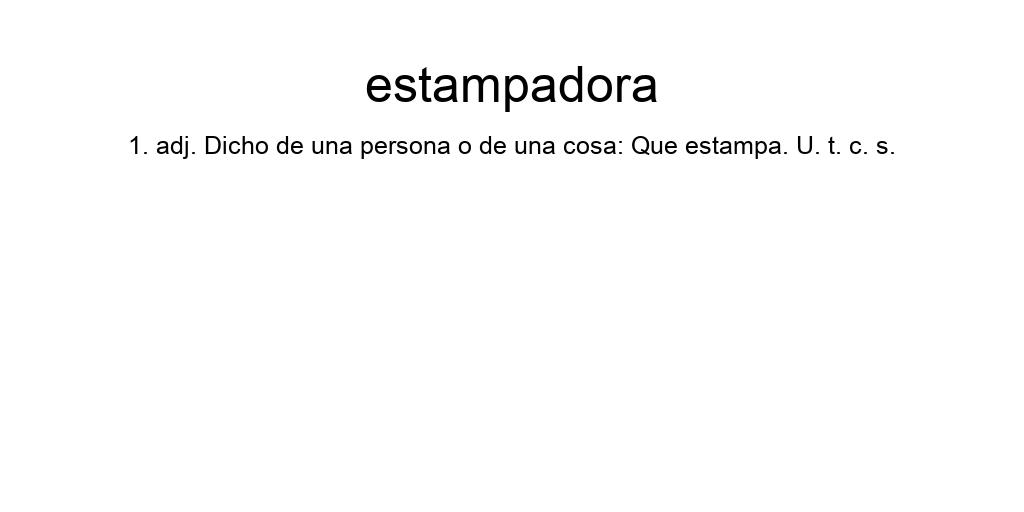 estampadora
1. adj. Dicho de una persona o de una cosa: Que estampa. U. t. c. s.